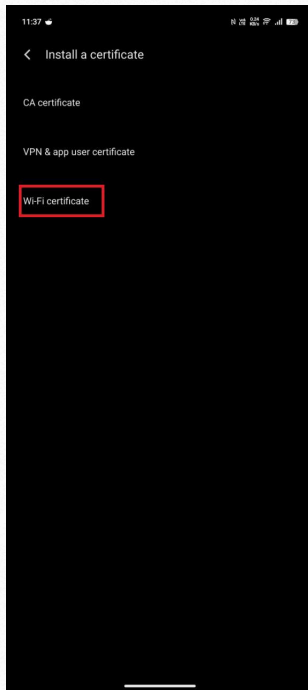 11:37
Install a certificate
CA certificate
VPN & app user certificate
Wi-Fi certificate